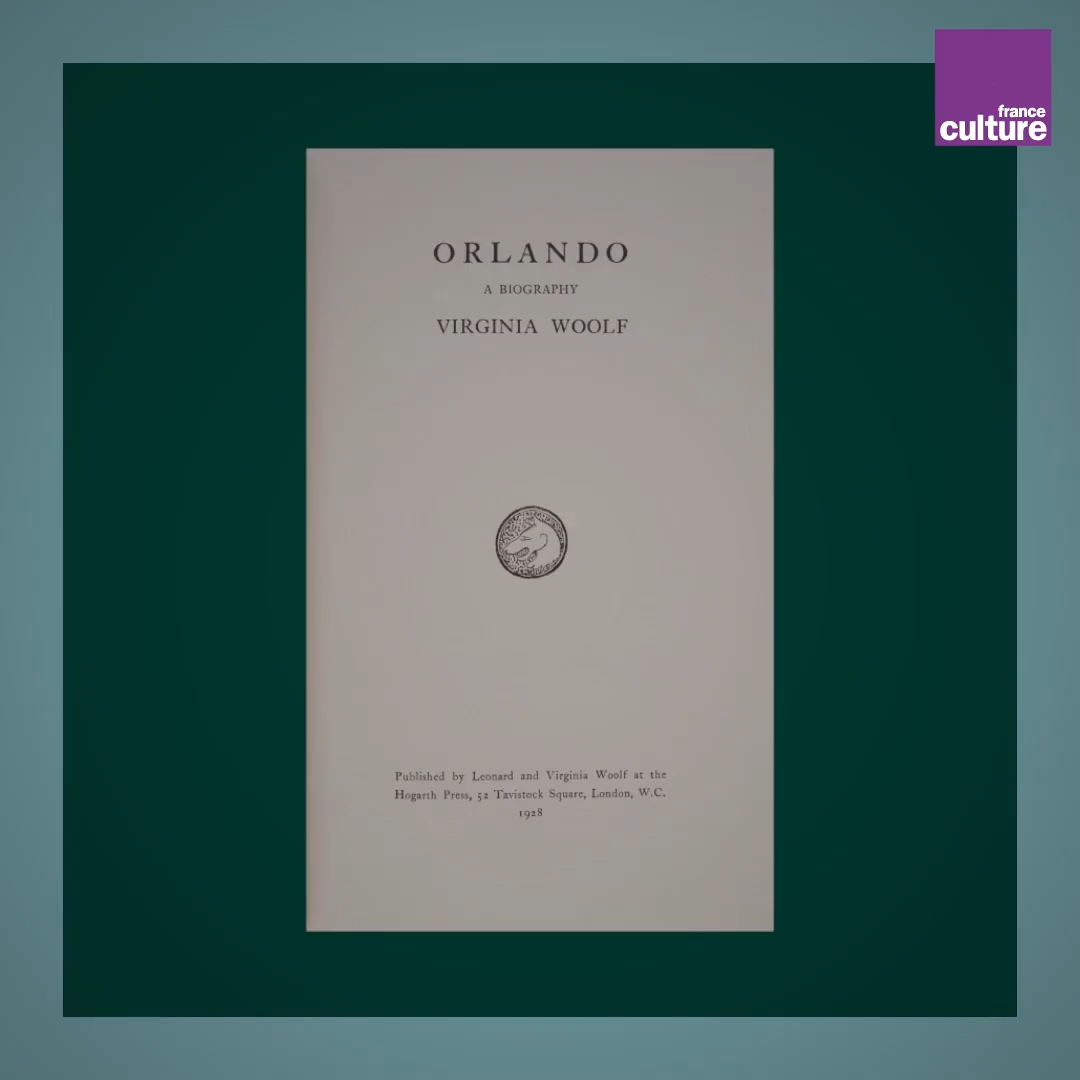 france
culture
ORLANDO
A BIOGRAPHY
VIRGINIA WOOLF
Published by Leonard and Virginia Woolf at the
Hogarth Press, 52 Tavistock Square, London, W.C.
1928